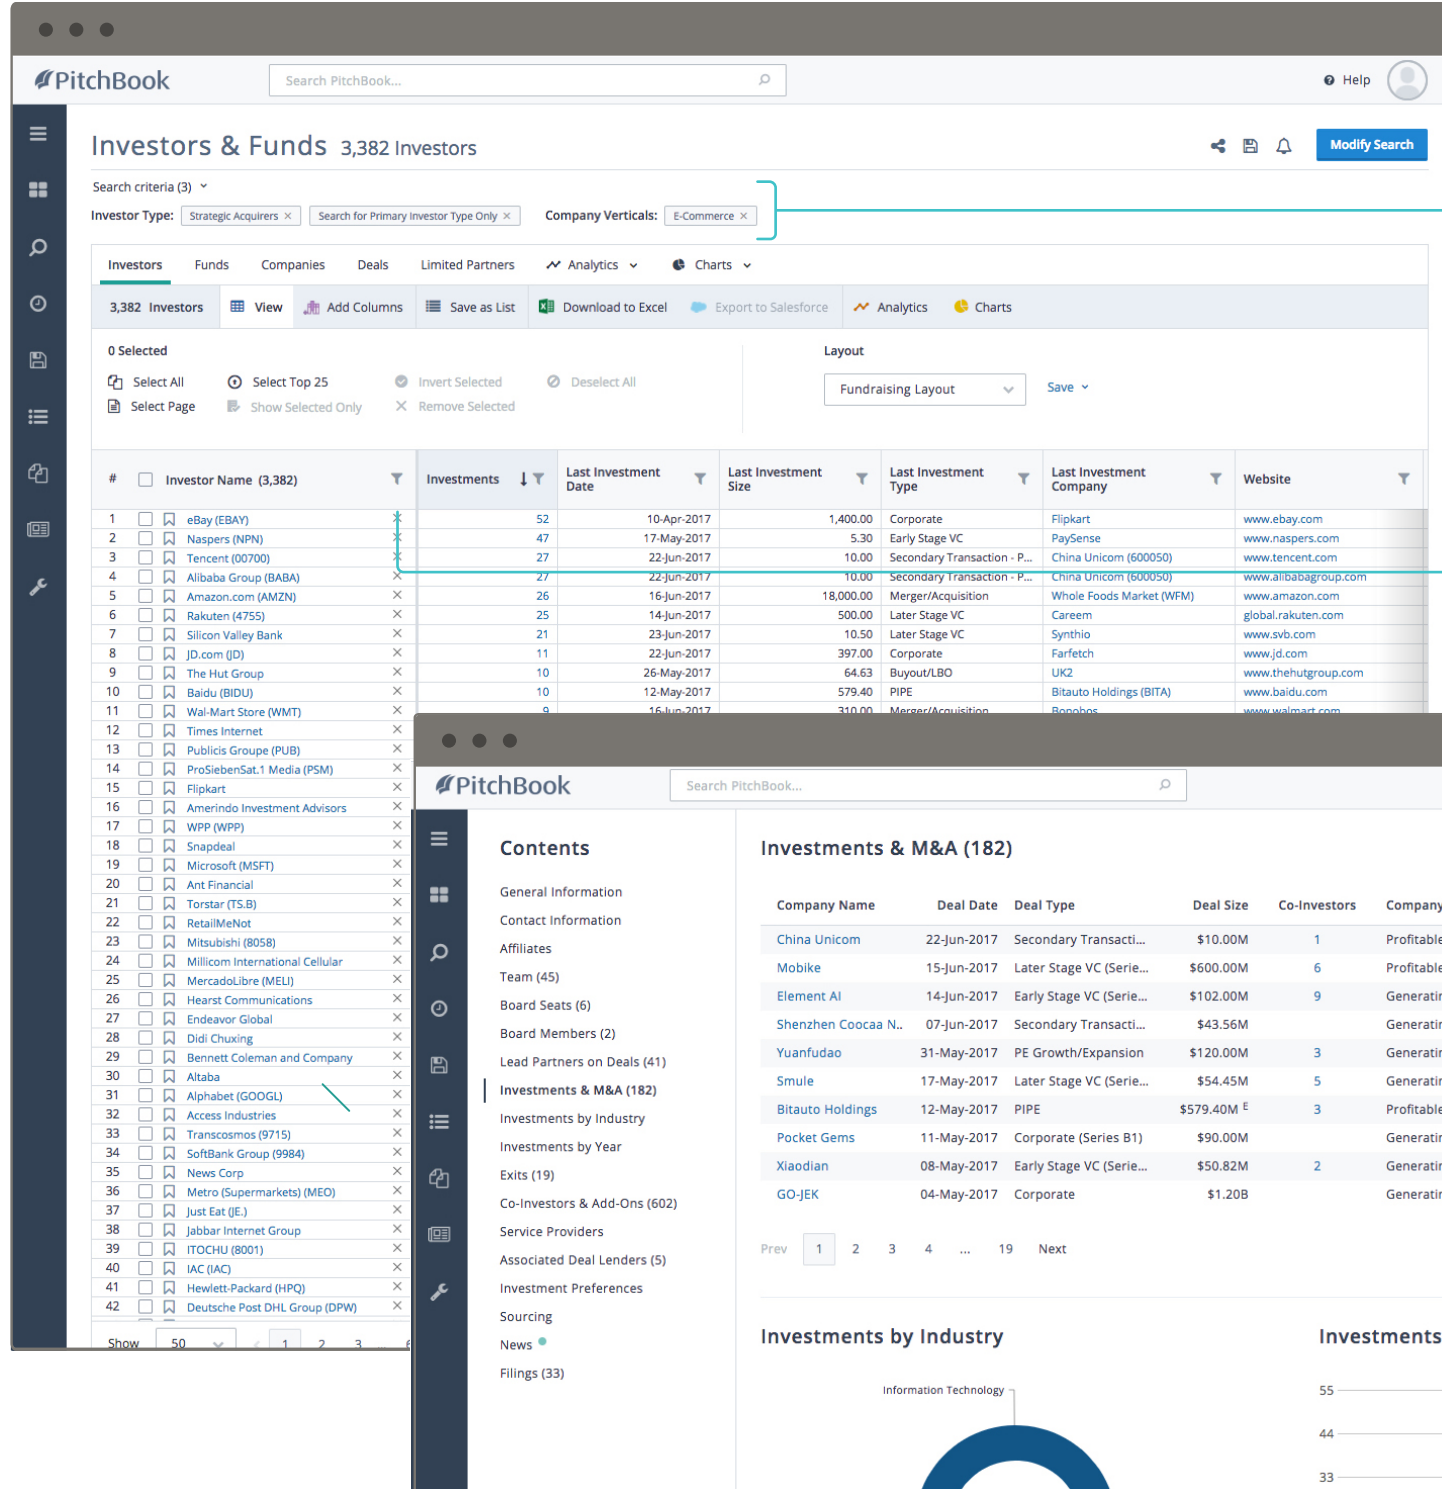 PitchBook
Search PitchBook...
Help
Investors & Funds 3,382 Investors
Modify Search
Search criteria (3)
Investor Type: Strategic Acquirers × Search for Primary Investor Type Only × Company Verticals: E-Commerce ×
Investors Funds Companies Deals Limited Partners Analytics Charts
3,382 Investors View Add Columns Save as List Download to Excel Export to Salesforce Analytics Charts
0 Selected Layout
Select All Select Top 25 Invert Selected Deselect All
Fundraising Layout Save
Select Page Show Selected Only Remove Selected
# Investor Name (3,382) Investments Last Investment Date Last Investment Size Last Investment Type Last Investment Company Website
1 eBay (EBAY) 52 10-Apr-2017 1,400.00 Corporate Flipkart www.ebay.com
2 Naspers (NPN) 47 17-May-2017 5.30 Early Stage VC PaySense www.naspers.com
3 Tencent (00700) 27 22-Jun-2017 10.00 Secondary Transaction - P... China Unicom (600050) www.tencent.com
4 Alibaba Group (BABA) 27 22-Jun-2017 10.00 Secondary Transaction - P... China Unicom (600050) www.alibabagroup.com
5 Amazon.com (AMZN) 26 16-Jun-2017 18,000.00 Merger/Acquisition Whole Foods Market (WFM) www.amazon.com
6 Rakuten (4755) 25 14-Jun-2017 500.00 Later Stage VC Careem global.rakuten.com
7 Silicon Valley Bank 21 23-Jun-2017 10.50 Later Stage VC Synthio www.svb.com
8 JD.com (JD) 11 22-Jun-2017 397.00 Corporate Farfetch www.jd.com
9 The Hut Group 10 26-May-2017 64.63 Buyout/LBO UK2 www.thehutgroup.com
10 Baidu (BIDU) 10 12-May-2017 579.40 PIPE Bitauto Holdings (BITA) www.baidu.com
11 Wal-Mart Store (WMT) 9 16-Jun-2017 310.00 Merger/Acquisition Bonobos www.walmart.com
12 Times Internet
13 Publicis Groupe (PUB)
14 ProSiebenSat.1 Media (PSM)
15 Flipkart
16 Amerindo Investment Advisors
17 WPP (WPP)
18 Snapdeal
19 Microsoft (MSFT)
20 Ant Financial
21 Torstar (TS.B)
22 RetailMeNot
23 Mitsubishi (8058)
24 Millicom International Cellular
25 MercadoLibre (MELI)
26 Hearst Communications
27 Endeavor Global
28 Didi Chuxing
29 Bennett Coleman and Company
30 Altaba
31 Alphabet (GOOGL)
32 Access Industries
33 Transcosmos (9715)
34 SoftBank Group (9984)
35 News Corp
36 Metro (Supermarkets) (MEO)
37 Just Eat (JE.)
38 Jabbar Internet Group
39 ITOCHU (8001)
40 IAC (IAC)
41 Hewlett-Packard (HPQ)
42 Deutsche Post DHL Group (DPW)
Show 50 < 1 2 3 ...
PitchBook
Search PitchBook...
Contents
General Information
Contact Information
Affiliates
Team (45)
Board Seats (6)
Board Members (2)
Lead Partners on Deals (41)
Investments & M&A (182)
Investments by Industry
Investments by Year
Exits (19)
Co-Investors & Add-Ons (602)
Service Providers
Associated Deal Lenders (5)
Investment Preferences
Sourcing
News
Filings (33)
Investments & M&A (182)
Company Name Deal Date Deal Type Deal Size Co-Investors Company
China Unicom 22-Jun-2017 Secondary Transacti... $10.00M 1 Profitable
Mobike 15-Jun-2017 Later Stage VC (Serie... $600.00M 6 Profitable
Element AI 14-Jun-2017 Early Stage VC (Serie... $102.00M 9 Generatin
Shenzhen Coocaa N.. 07-Jun-2017 Secondary Transacti... $43.56M Generatin
Yuanfudao 31-May-2017 PE Growth/Expansion $120.00M 3 Generatin
Smule 17-May-2017 Later Stage VC (Serie... $54.45M 5 Generatin
Bitauto Holdings 12-May-2017 PIPE $579.40M E 3 Profitable
Pocket Gems 11-May-2017 Corporate (Series B1) $90.00M Generatin
Xiaodian 08-May-2017 Early Stage VC (Serie... $50.82M 2 Generatin
GO-JEK 04-May-2017 Corporate $1.20B Generatin
Prev 1 2 3 4 ... 19 Next
Investments by Industry
Information Technology
Investments
55
44
33